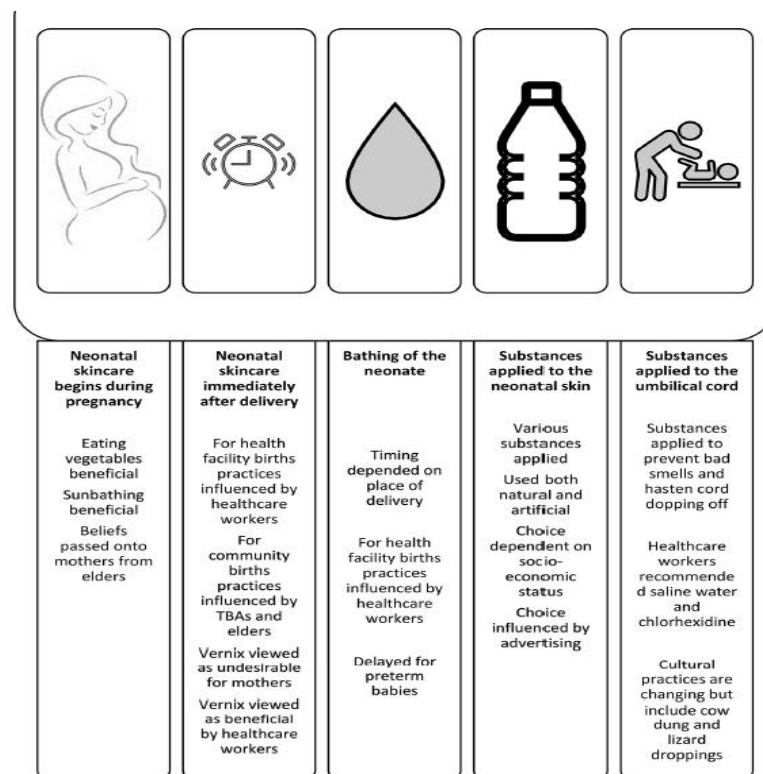 Neonatal
skincare
begins during
pregnancy
Eating
vegetables
beneficial
Sunbathing
beneficial
Beliefs
passed onto
mothers from
elders
Neonatal
skincare
immediately
after delivery
For health
facility births
practices
influenced by
healthcare
workers
For
community
births
practices
influenced by
TBAs and
elders
Vernix viewed
as undesirable
for mothers
Vernix viewed
as beneficial
by healthcare
workers
Bathing of the
neonate
Timing
depended on
place of
delivery
For health
facility births
practices
influenced by
healthcare
workers
Delayed for
preterm
babies
Substances
applied to the
neonatal skin
Various
substances
applied
Used both
natural and
artificial
Choice
dependent on
socio-
economic
status
Choice
influenced by
advertising
Substances
applied to the
umbilical cord
Substances
applied to
prevent bad
smells and
hasten cord
dopping off
Healthcare
workers
recommende
d saline water
and
chlorhexidine
Cultural
practices are
changing but
include cow
dung and
lizard
droppings